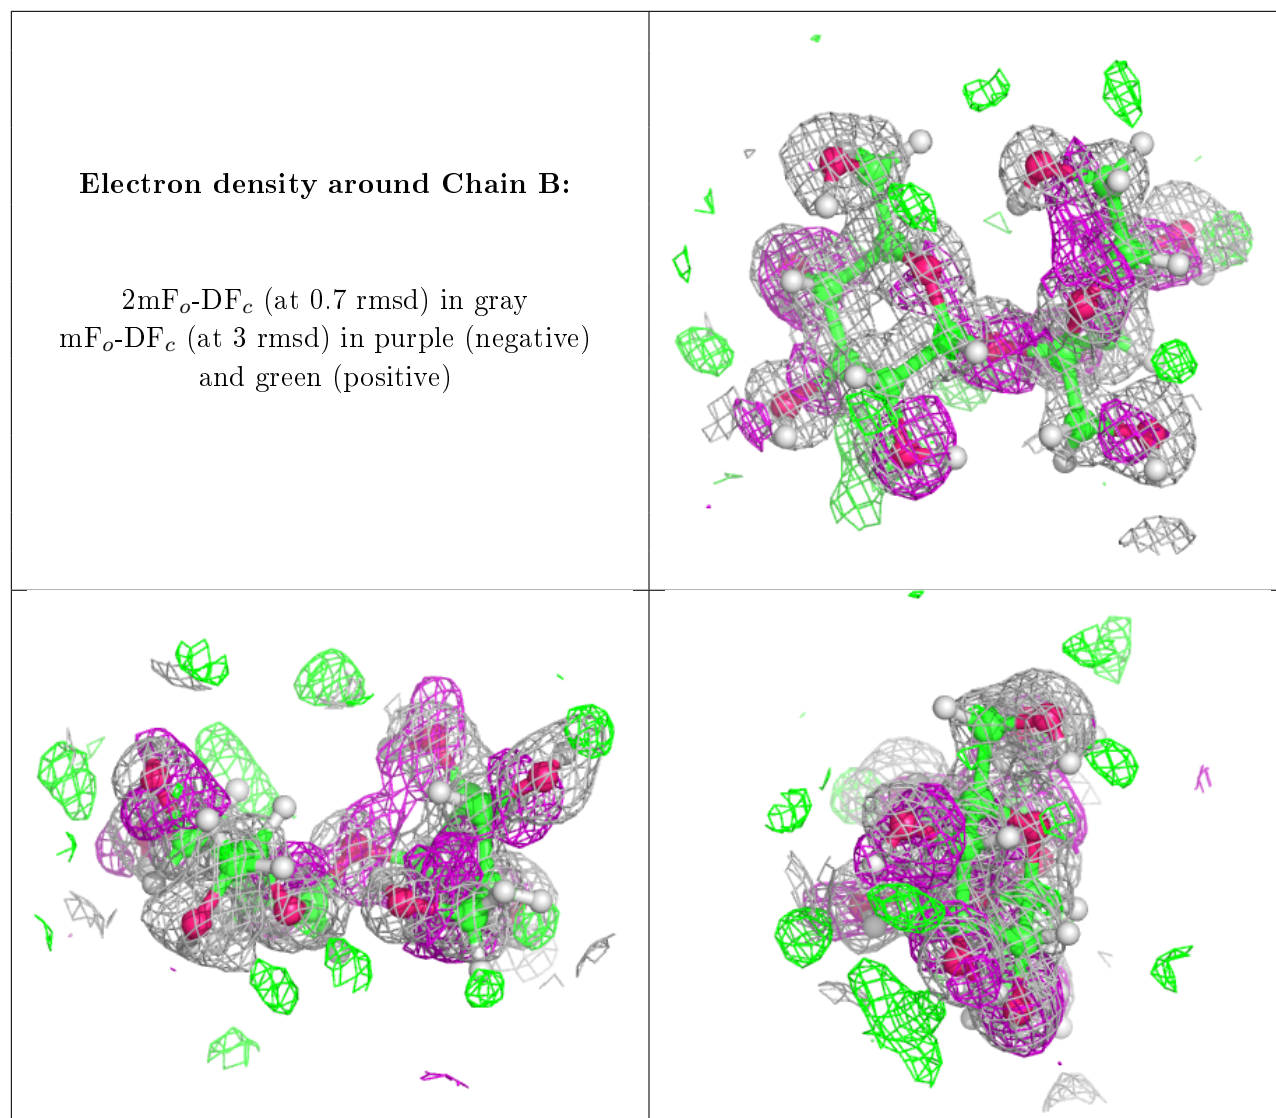 Electron density around Chain B:
2mFₒ-DF𝒸 (at 0.7 rmsd) in gray
mFₒ-DF𝒸 (at 3 rmsd) in purple (negative)
and green (positive)